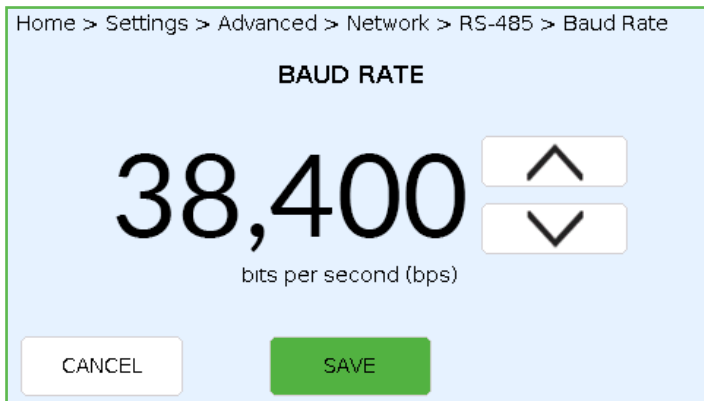 Home > Settings > Advanced > Network > RS-485 > Baud Rate
BAUD RATE
38,400
bits per second (bps)
CANCEL SAVE